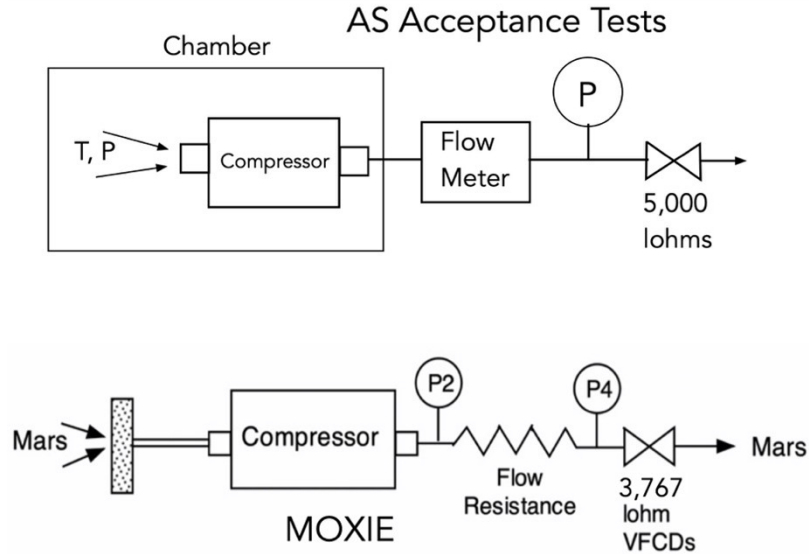 AS Acceptance Tests
Chamber
T, P
Compressor
Flow
Meter
P
5,000
lohms
Mars
Compressor
P2
Flow
Resistance
P4
3,767
lohm
VFCDs
Mars
MOXIE